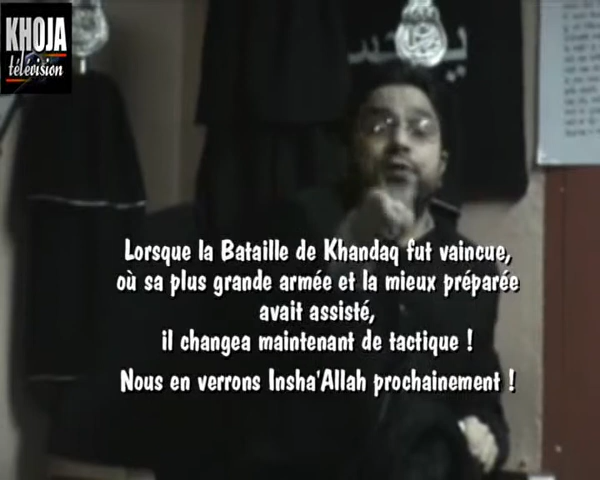 KHOJA
télévision
Lorsque la Bataille de Khandaq fut vaincue,
où sa plus grande armée et la mieux préparée
avait assisté,
il changea maintenant de tactique !
Nous en verrons Insha'Allah prochainement !